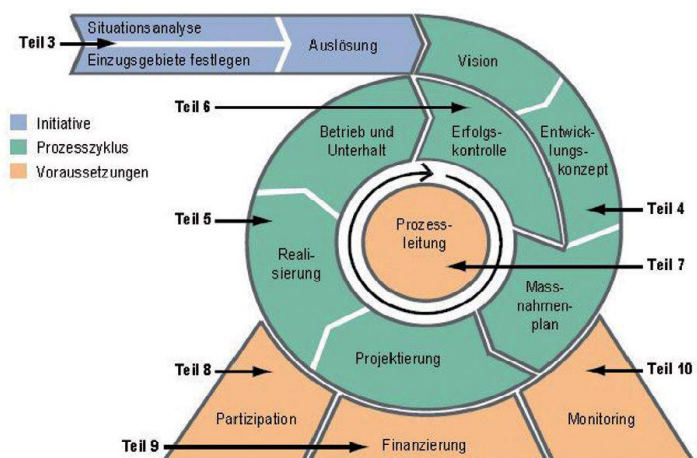 Situationsanalyse
Teil 3
Auslösung
Einzugsgebiete festlegen
Vision
Teil 6
Initiative
Prozesszyklus
Voraussetzungen
Betrieb und
Unterhalt
Erfolgs-
kontrolle
Entwick-
lungs-
konzept
Teil 5
Teil 4
Prozess-
leitung
Reali-
sierung
Teil 7
Mass-
nahmen-
plan
Projektierung
Teil 8
Teil 10
Partizipation
Monitoring
Teil 9
Finanzierung